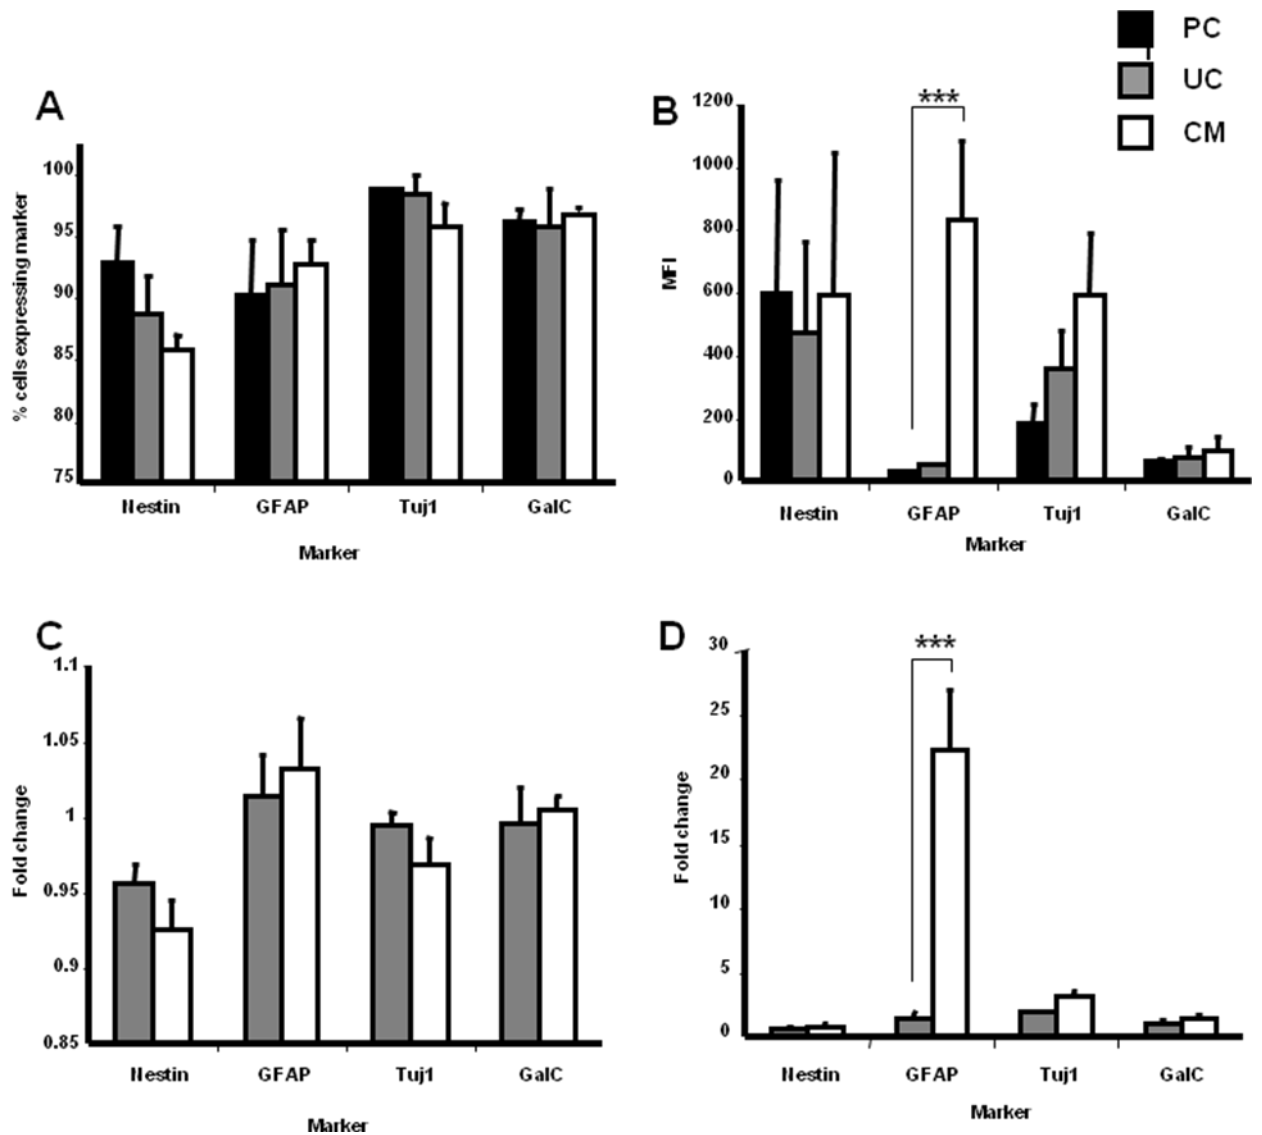 PC
UC
CM
A
% cells expressing marker
100
95
90
85
80
75
Nestin GFAP Tuj1 GalC
Marker
B
MFI
1200
1000
800
600
400
200
0
***
Nestin GFAP Tuj1 GalC
Marker
C
Fold change
1.1
1.05
1
0.95
0.9
0.85
Nestin GFAP Tuj1 GalC
Marker
D
Fold change
30
25
20
15
10
5
0
***
Nestin GFAP Tuj1 GalC
Marker